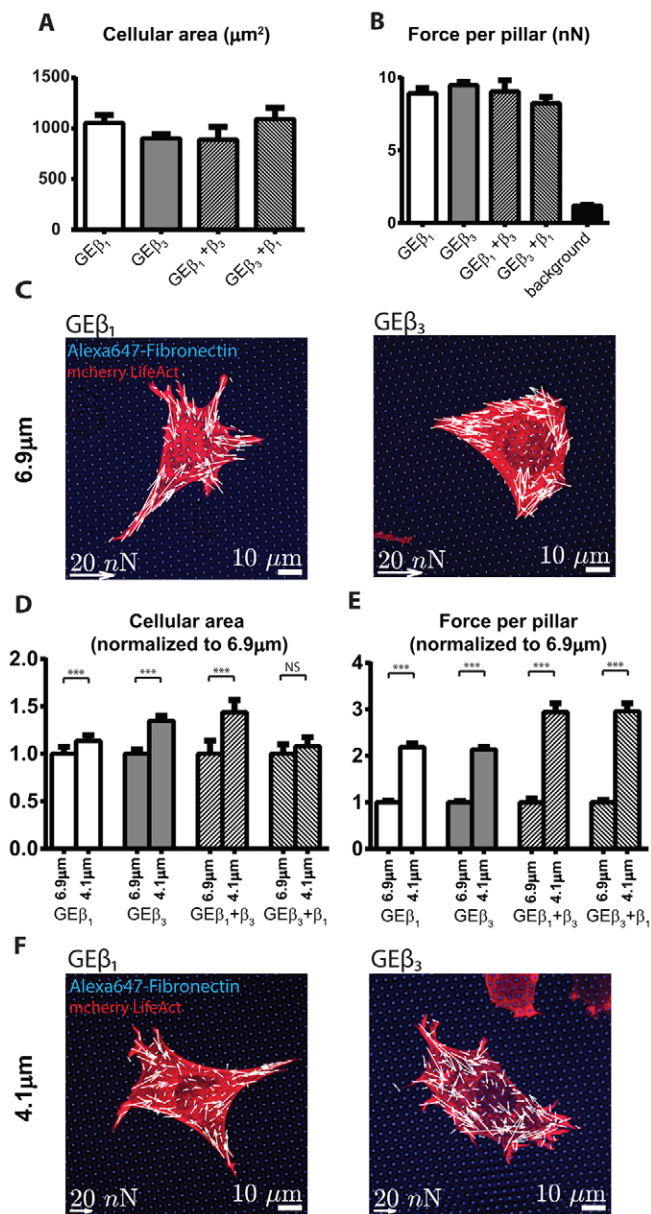 A
Cellular area (μm²)
1500
1000
500
0
GEβ₁
GEβ₃
GEβ₁+β₃
GEβ₃+β₁
B
Force per pillar (nN)
10
5
0
GEβ₁
GEβ₃
GEβ₁+β₃
GEβ₃+β₁
background
C
GEβ₁
Alexa647-Fibronectin
mcherry LifeAct
6.9μm
20 nN
10 μm
GEβ₃
20 nN
10 μm
D
Cellular area
(normalized to 6.9μm)
2.0
1.5
1.0
0.5
0.0
***
***
***
NS
6.9μm
4.1μm
6.9μm
4.1μm
6.9μm
4.1μm
6.9μm
4.1μm
GEβ₁
GEβ₃
GEβ₁+β₃
GEβ₃+β₁
E
Force per pillar
(normalized to 6.9μm)
4
3
2
1
0
***
***
***
***
6.9μm
4.1μm
6.9μm
4.1μm
6.9μm
4.1μm
6.9μm
4.1μm
GEβ₁
GEβ₃
GEβ₁+β₃
GEβ₃+β₁
F
GEβ₁
Alexa647-Fibronectin
mcherry LifeAct
4.1μm
20 nN
10 μm
GEβ₃
20 nN
10 μm